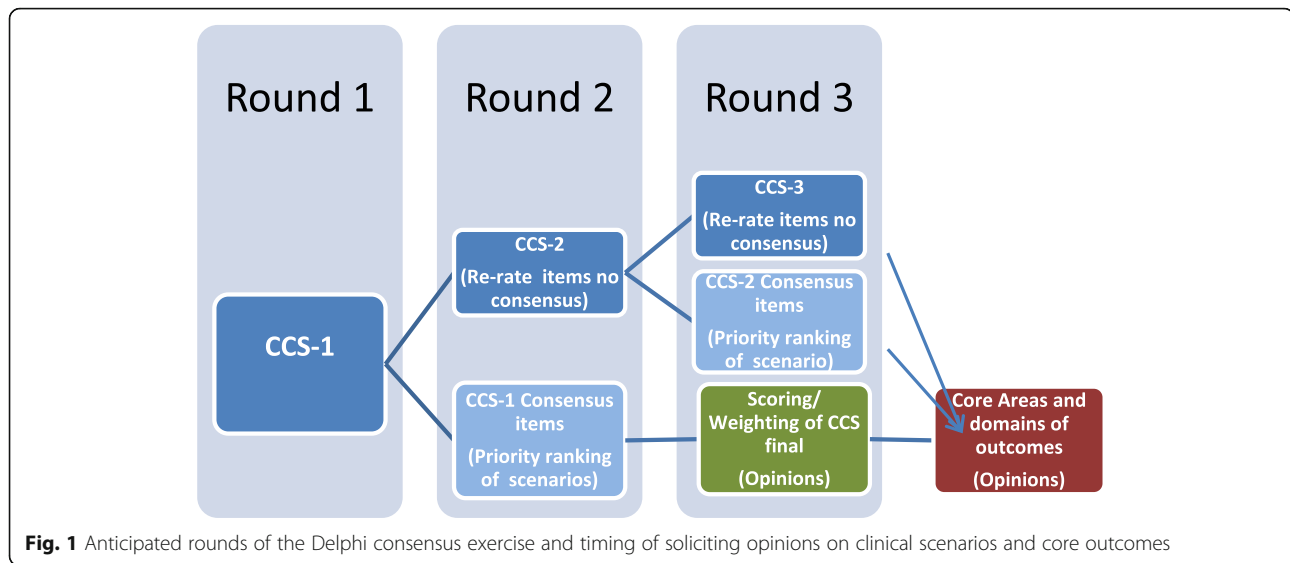 Round 1
Round 2
Round 3
CCS-1
CCS-2
(Re-rate items no
consensus)
CCS-1 Consensus
items
(Priority ranking
of scenarios)
CCS-3
(Re-rate items no
consensus)
CCS-2 Consensus
items
(Priority ranking
of scenario)
Scoring/
Weighting of CCS
final
(Opinions)
Core Areas and
domains of
outcomes
(Opinions)
Fig. 1 Anticipated rounds of the Delphi consensus exercise and timing of soliciting opinions on clinical scenarios and core outcomes